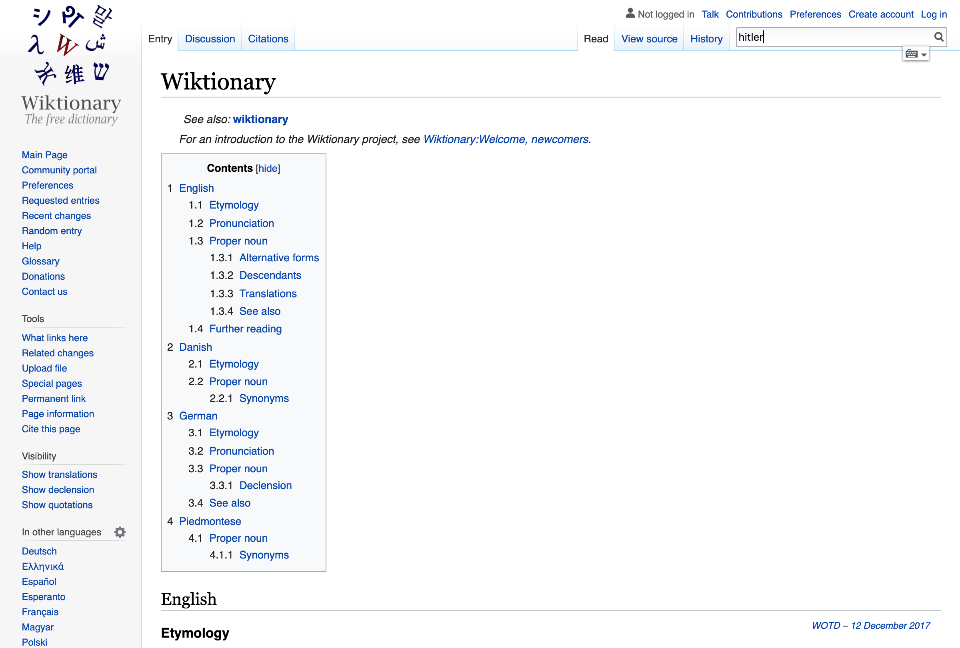 Not logged in Talk Contributions Preferences Create account Log in
Entry Discussion Citations Read View source History hitler
Wiktionary
The free dictionary
Main Page
Community portal
Preferences
Requested entries
Recent changes
Random entry
Help
Glossary
Donations
Contact us
Tools
What links here
Related changes
Upload file
Special pages
Permanent link
Page information
Cite this page
Visibility
Show translations
Show declension
Show quotations
In other languages
Deutsch
Ελληνικά
Español
Esperanto
Français
Magyar
Polski
Wiktionary
See also: wiktionary
For an introduction to the Wiktionary project, see Wiktionary:Welcome, newcomers.
Contents [hide]
1 English
1.1 Etymology
1.2 Pronunciation
1.3 Proper noun
1.3.1 Alternative forms
1.3.2 Descendants
1.3.3 Translations
1.3.4 See also
1.4 Further reading
2 Danish
2.1 Etymology
2.2 Proper noun
2.2.1 Synonyms
3 German
3.1 Etymology
3.2 Pronunciation
3.3 Proper noun
3.3.1 Declension
3.4 See also
4 Piedmontese
4.1 Proper noun
4.1.1 Synonyms
English
WOTD – 12 December 2017
Etymology